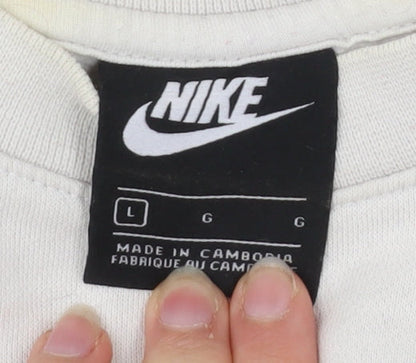 NIKE
L G G
MADE IN CAMBODIA
FABRIQUE AU